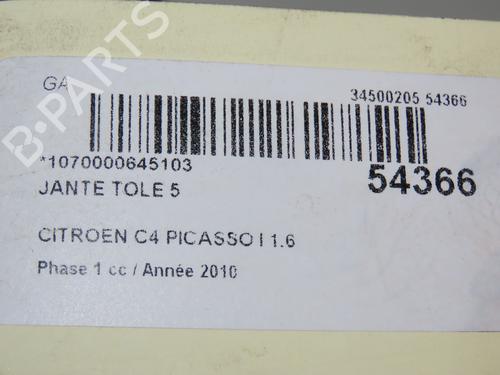 B-PARTS
GA
34500205 54366
*1070000645103
54366
JANTE TOLE 5
CITROEN C4 PICASSO I 1.6
Phase 1 cc / Année 2010